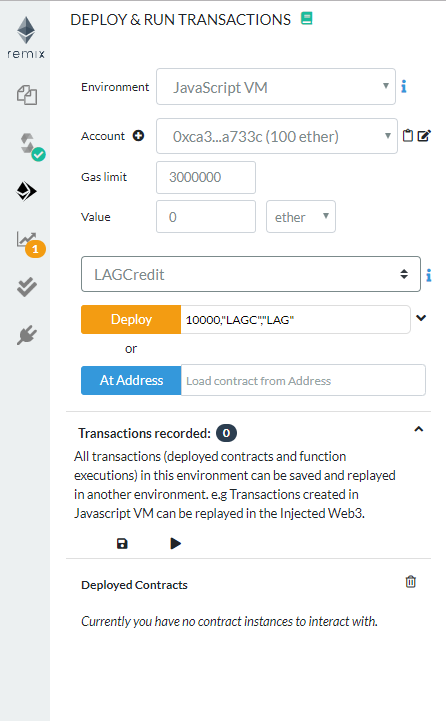 DEPLOY & RUN TRANSACTIONS
remix
Environment JavaScript VM
Account 0xca3...a733c (100 ether)
Gas limit 3000000
Value 0 ether
LAGCredit
Deploy 10000,"LAGC","LAG"
or
At Address Load contract from Address
1
Transactions recorded: 0
All transactions (deployed contracts and function
executions) in this environment can be saved and replayed
in another environment. e.g Transactions created in
Javascript VM can be replayed in the Injected Web3.
Deployed Contracts
Currently you have no contract instances to interact with.